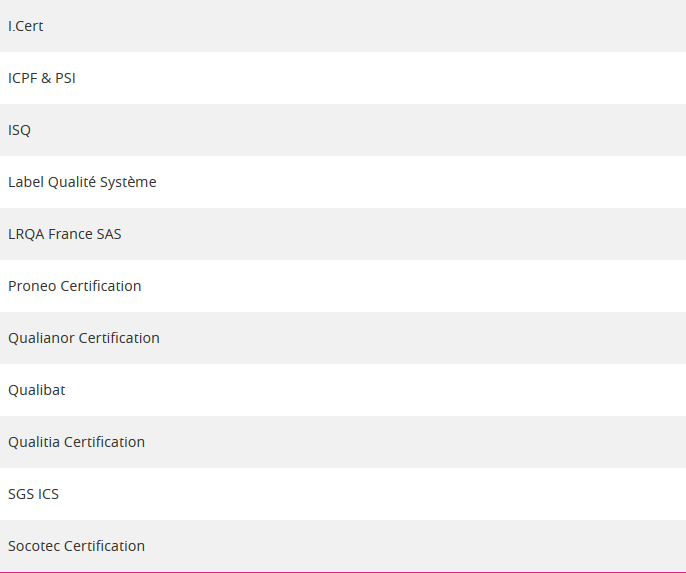 I.Cert
ICPF & PSI
ISQ
Label Qualité Système
LRQA France SAS
Proneo Certification
Qualianor Certification
Qualibat
Qualitia Certification
SGS ICS
Socotec Certification